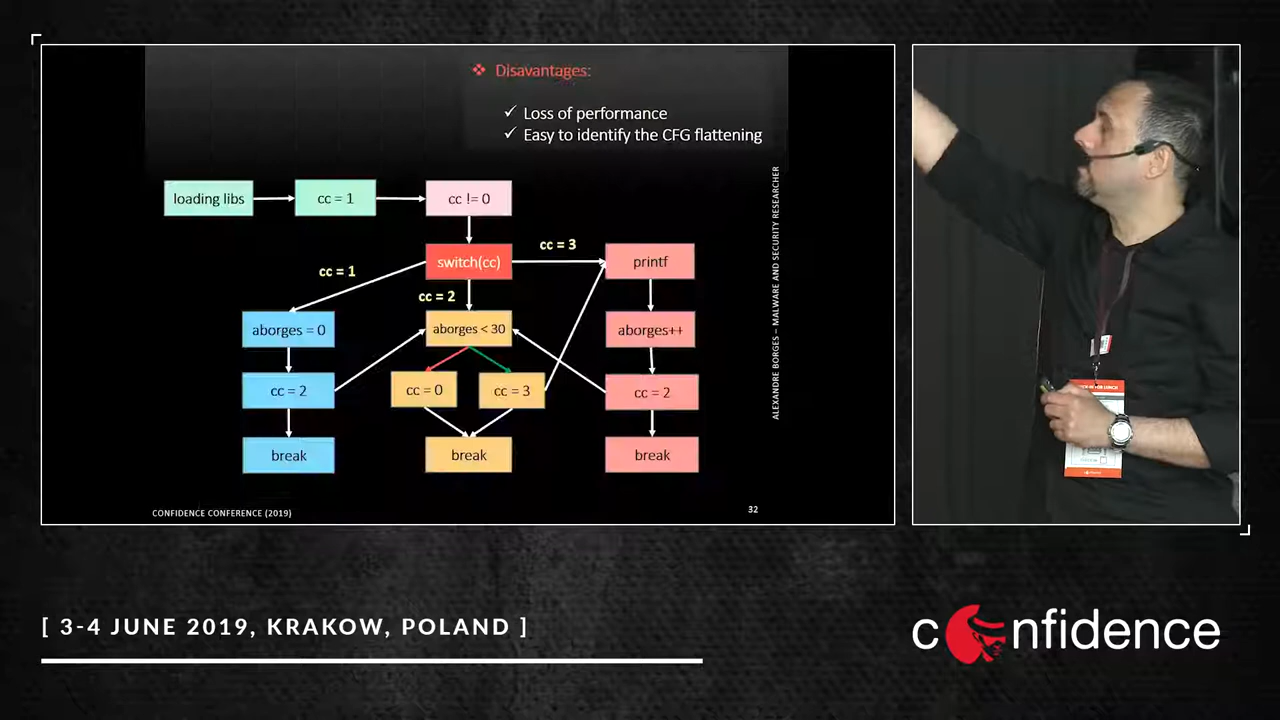 Disavantages:
✓ Loss of performance
✓ Easy to identify the CFG flattening
loading libs
cc = 1
cc != 0
switch(cc)
cc = 3
printf
cc = 1
cc = 2
aborges = 0
aborges < 30
aborges++
cc = 2
cc = 0
cc = 3
cc = 2
break
break
break
ALEXANDRE BORGES – MALWARE AND SECURITY RESEARCHER
CONFIDENCE CONFERENCE (2019)
32
[ 3-4 JUNE 2019, KRAKOW, POLAND ]
confidence